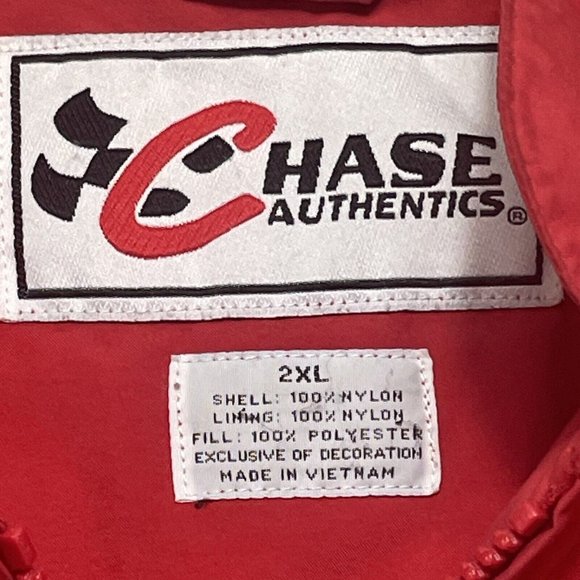 CHASE
AUTHENTICS®
2XL
SHELL: 100% NYLON
LINING: 100% NYLON
FILL: 100% POLYESTER
EXCLUSIVE OF DECORATION
MADE IN VIETNAM